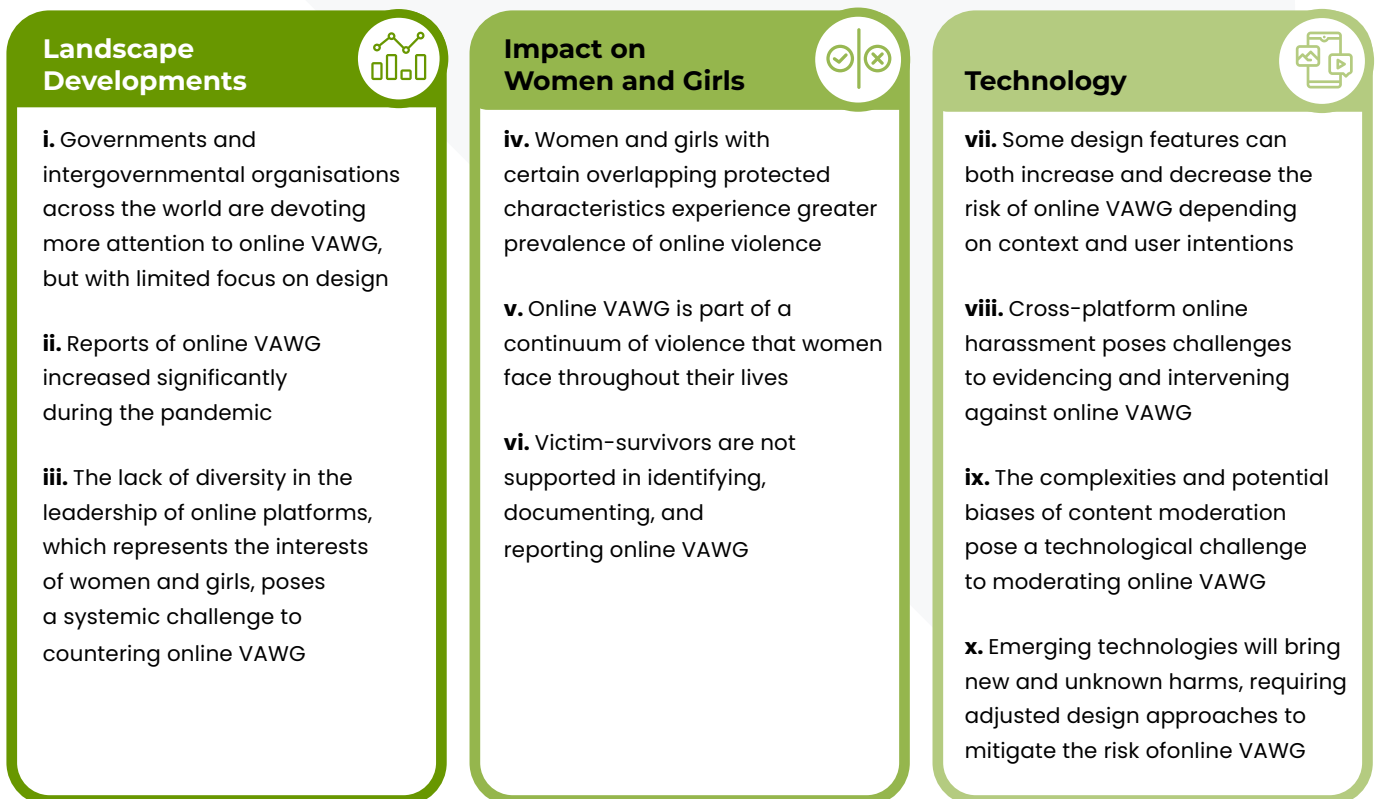 Landscape
Developments
i. Governments and
intergovernmental organisations
across the world are devoting
more attention to online VAWG,
but with limited focus on design
ii. Reports of online VAWG
increased significantly
during the pandemic
iii. The lack of diversity in the
leadership of online platforms,
which represents the interests
of women and girls, poses
a systemic challenge to
countering online VAWG
Impact on
Women and Girls
iv. Women and girls with
certain overlapping protected
characteristics experience greater
prevalence of online violence
v. Online VAWG is part of a
continuum of violence that women
face throughout their lives
vi. Victim-survivors are not
supported in identifying,
documenting, and
reporting online VAWG
Technology
vii. Some design features can
both increase and decrease the
risk of online VAWG depending
on context and user intentions
viii. Cross-platform online
harassment poses challenges
to evidencing and intervening
against online VAWG
ix. The complexities and potential
biases of content moderation
pose a technological challenge
to moderating online VAWG
x. Emerging technologies will bring
new and unknown harms, requiring
adjusted design approaches to
mitigate the risk ofonline VAWG